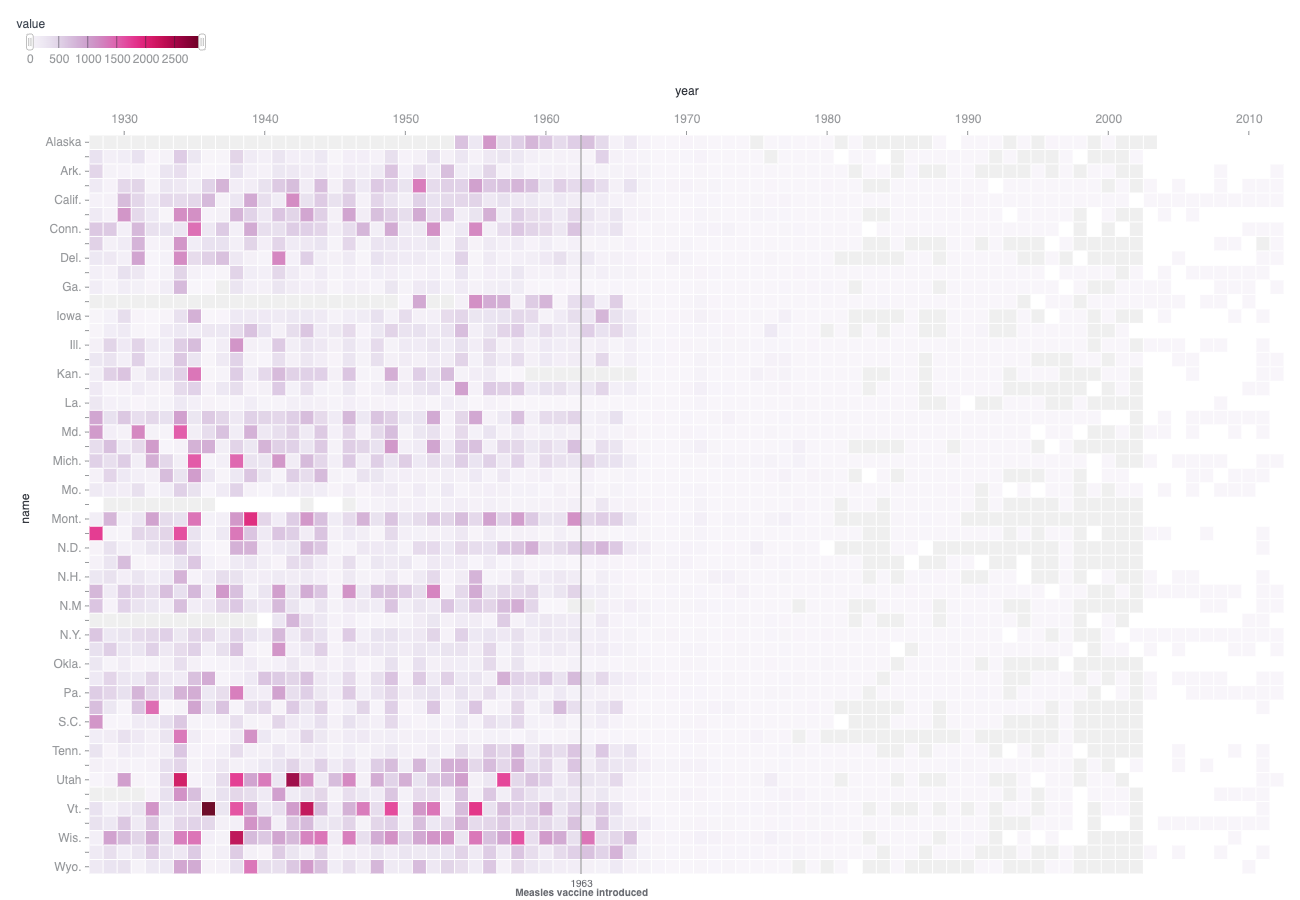 value
0 500 1000 1500 2000 2500
year
1930 1940 1950 1960 1970 1980 1990 2000 2010
Alaska
Ark.
Calif.
Conn.
Del.
Ga.
Iowa
Ill.
Kan.
La.
Md.
Mich.
Mo.
name
Mont.
N.D.
N.H.
N.M
N.Y.
Okla.
Pa.
S.C.
Tenn.
Utah
Vt.
Wis.
Wyo.
1963
Measles vaccine introduced